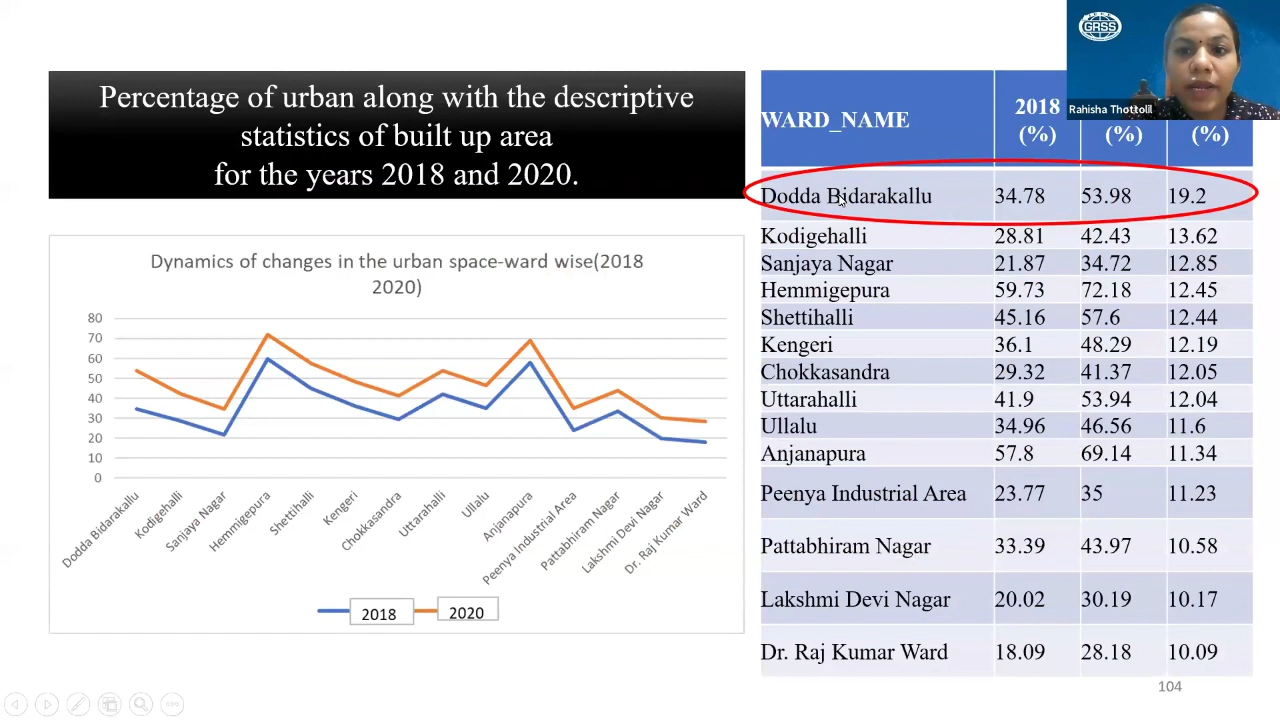 Percentage of urban along with the descriptive
statistics of built up area
for the years 2018 and 2020.
Dynamics of changes in the urban space-ward wise(2018
2020)
80
70
60
50
40
30
20
10
0
Dodda Bidarakallu
Kodigehalli
Sanjaya Nagar
Hemmigepura
Shettihalli
Kengeri
Chokkasandra
Uttarahalli
Ullalu
Anjanapura
Peenya Industrial Area
Pattabhiram Nagar
Lakshmi Devi Nagar
Dr. Raj Kumar Ward
2018 2020
GRSS
Rahisha Thottolil
WARD_NAME 2018 (%) (%) (%)
Dodda Bidarakallu 34.78 53.98 19.2
Kodigehalli 28.81 42.43 13.62
Sanjaya Nagar 21.87 34.72 12.85
Hemmigepura 59.73 72.18 12.45
Shettihalli 45.16 57.6 12.44
Kengeri 36.1 48.29 12.19
Chokkasandra 29.32 41.37 12.05
Uttarahalli 41.9 53.94 12.04
Ullalu 34.96 46.56 11.6
Anjanapura 57.8 69.14 11.34
Peenya Industrial Area 23.77 35 11.23
Pattabhiram Nagar 33.39 43.97 10.58
Lakshmi Devi Nagar 20.02 30.19 10.17
Dr. Raj Kumar Ward 18.09 28.18 10.09
104